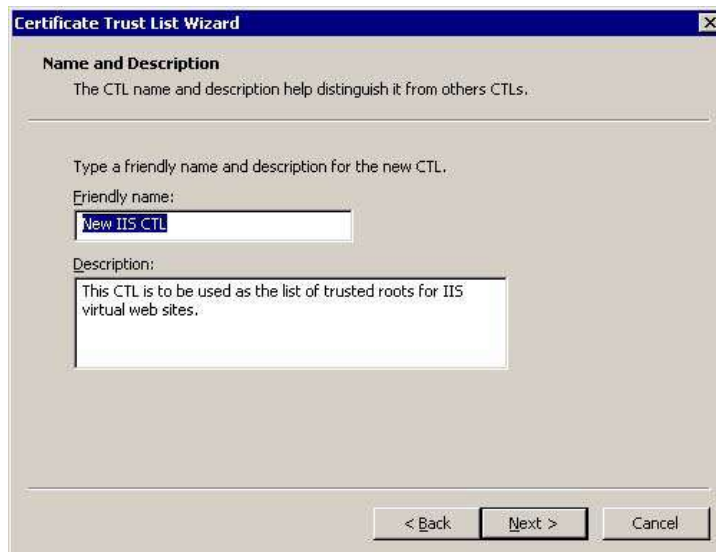 Certificate Trust List Wizard
Name and Description
The CTL name and description help distinguish it from others CTLs.
Type a friendly name and description for the new CTL.
Friendly name:
New IIS CTL
Description:
This CTL is to be used as the list of trusted roots for IIS
virtual web sites.
< Back
Next >
Cancel